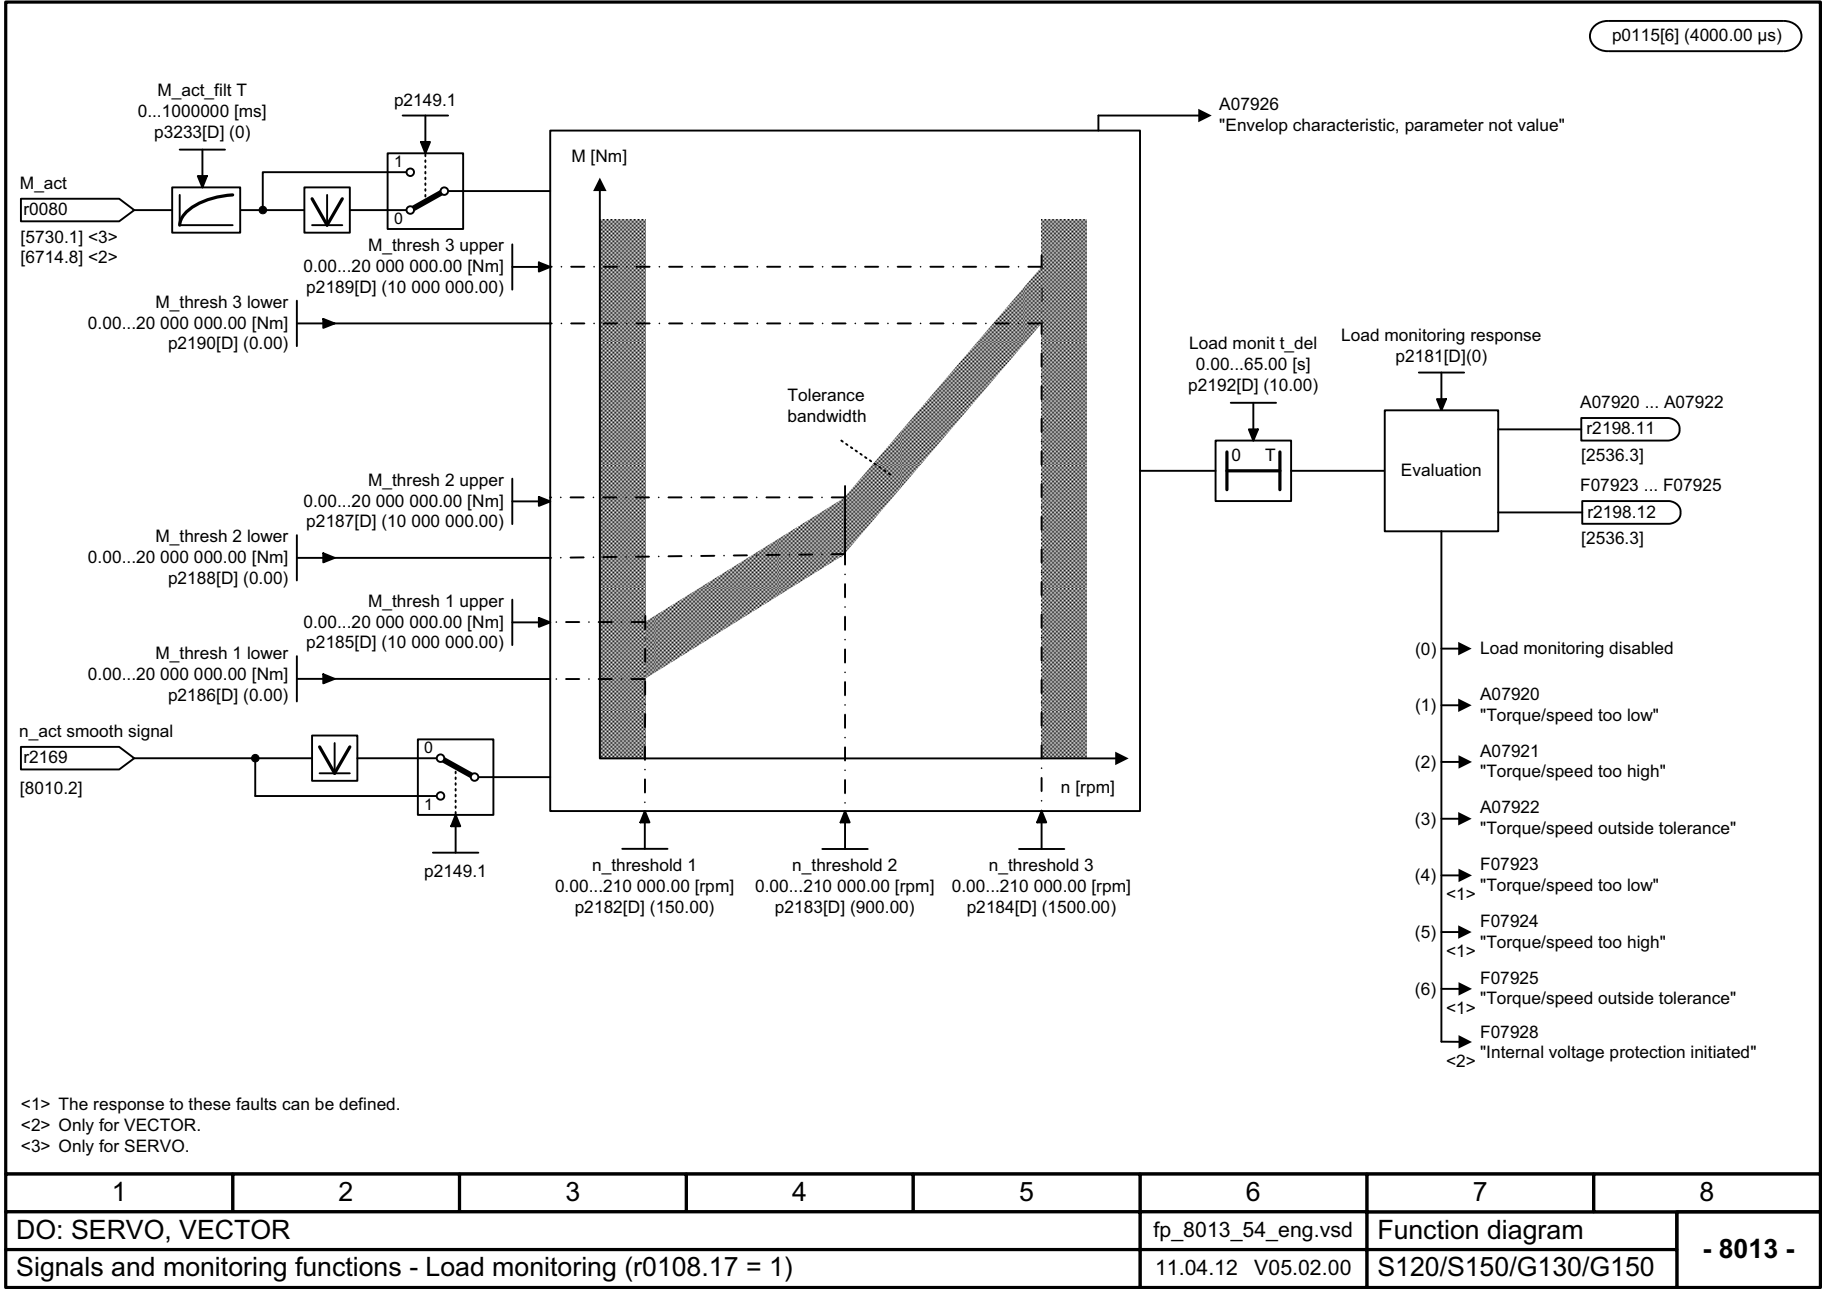 p0115[6] (4000.00 µs)
M_act_filt T
0...1000000 [ms]
p3233[D] (0)
p2149.1
A07926
"Envelop characteristic, parameter not value"
M_act
r0080
[5730.1] <3>
[6714.8] <2>
1
0
M [Nm]
M_thresh 3 upper
0.00...20 000 000.00 [Nm]
p2189[D] (10 000 000.00)
M_thresh 3 lower
0.00...20 000 000.00 [Nm]
p2190[D] (0.00)
Tolerance
bandwidth
M_thresh 2 upper
0.00...20 000 000.00 [Nm]
p2187[D] (10 000 000.00)
M_thresh 2 lower
0.00...20 000 000.00 [Nm]
p2188[D] (0.00)
M_thresh 1 upper
0.00...20 000 000.00 [Nm]
p2185[D] (10 000 000.00)
M_thresh 1 lower
0.00...20 000 000.00 [Nm]
p2186[D] (0.00)
n_act smooth signal
r2169
[8010.2]
0
1
p2149.1
n [rpm]
n_threshold 1
0.00...210 000.00 [rpm]
p2182[D] (150.00)
n_threshold 2
0.00...210 000.00 [rpm]
p2183[D] (900.00)
n_threshold 3
0.00...210 000.00 [rpm]
p2184[D] (1500.00)
Load monit t_del
0.00...65.00 [s]
p2192[D] (10.00)
0 T
Load monitoring response
p2181[D](0)
Evaluation
A07920 ... A07922
r2198.11
[2536.3]
F07923 ... F07925
r2198.12
[2536.3]
(0) Load monitoring disabled
(1) A07920
"Torque/speed too low"
(2) A07921
"Torque/speed too high"
(3) A07922
"Torque/speed outside tolerance"
(4) F07923
<1> "Torque/speed too low"
(5) F07924
<1> "Torque/speed too high"
(6) F07925
<1> "Torque/speed outside tolerance"
F07928
<2> "Internal voltage protection initiated"
<1> The response to these faults can be defined.
<2> Only for VECTOR.
<3> Only for SERVO.
1 2 3 4 5 6 7 8
DO: SERVO, VECTOR
fp_8013_54_eng.vsd
Function diagram
- 8013 -
Signals and monitoring functions - Load monitoring (r0108.17 = 1)
11.04.12 V05.02.00
S120/S150/G130/G150